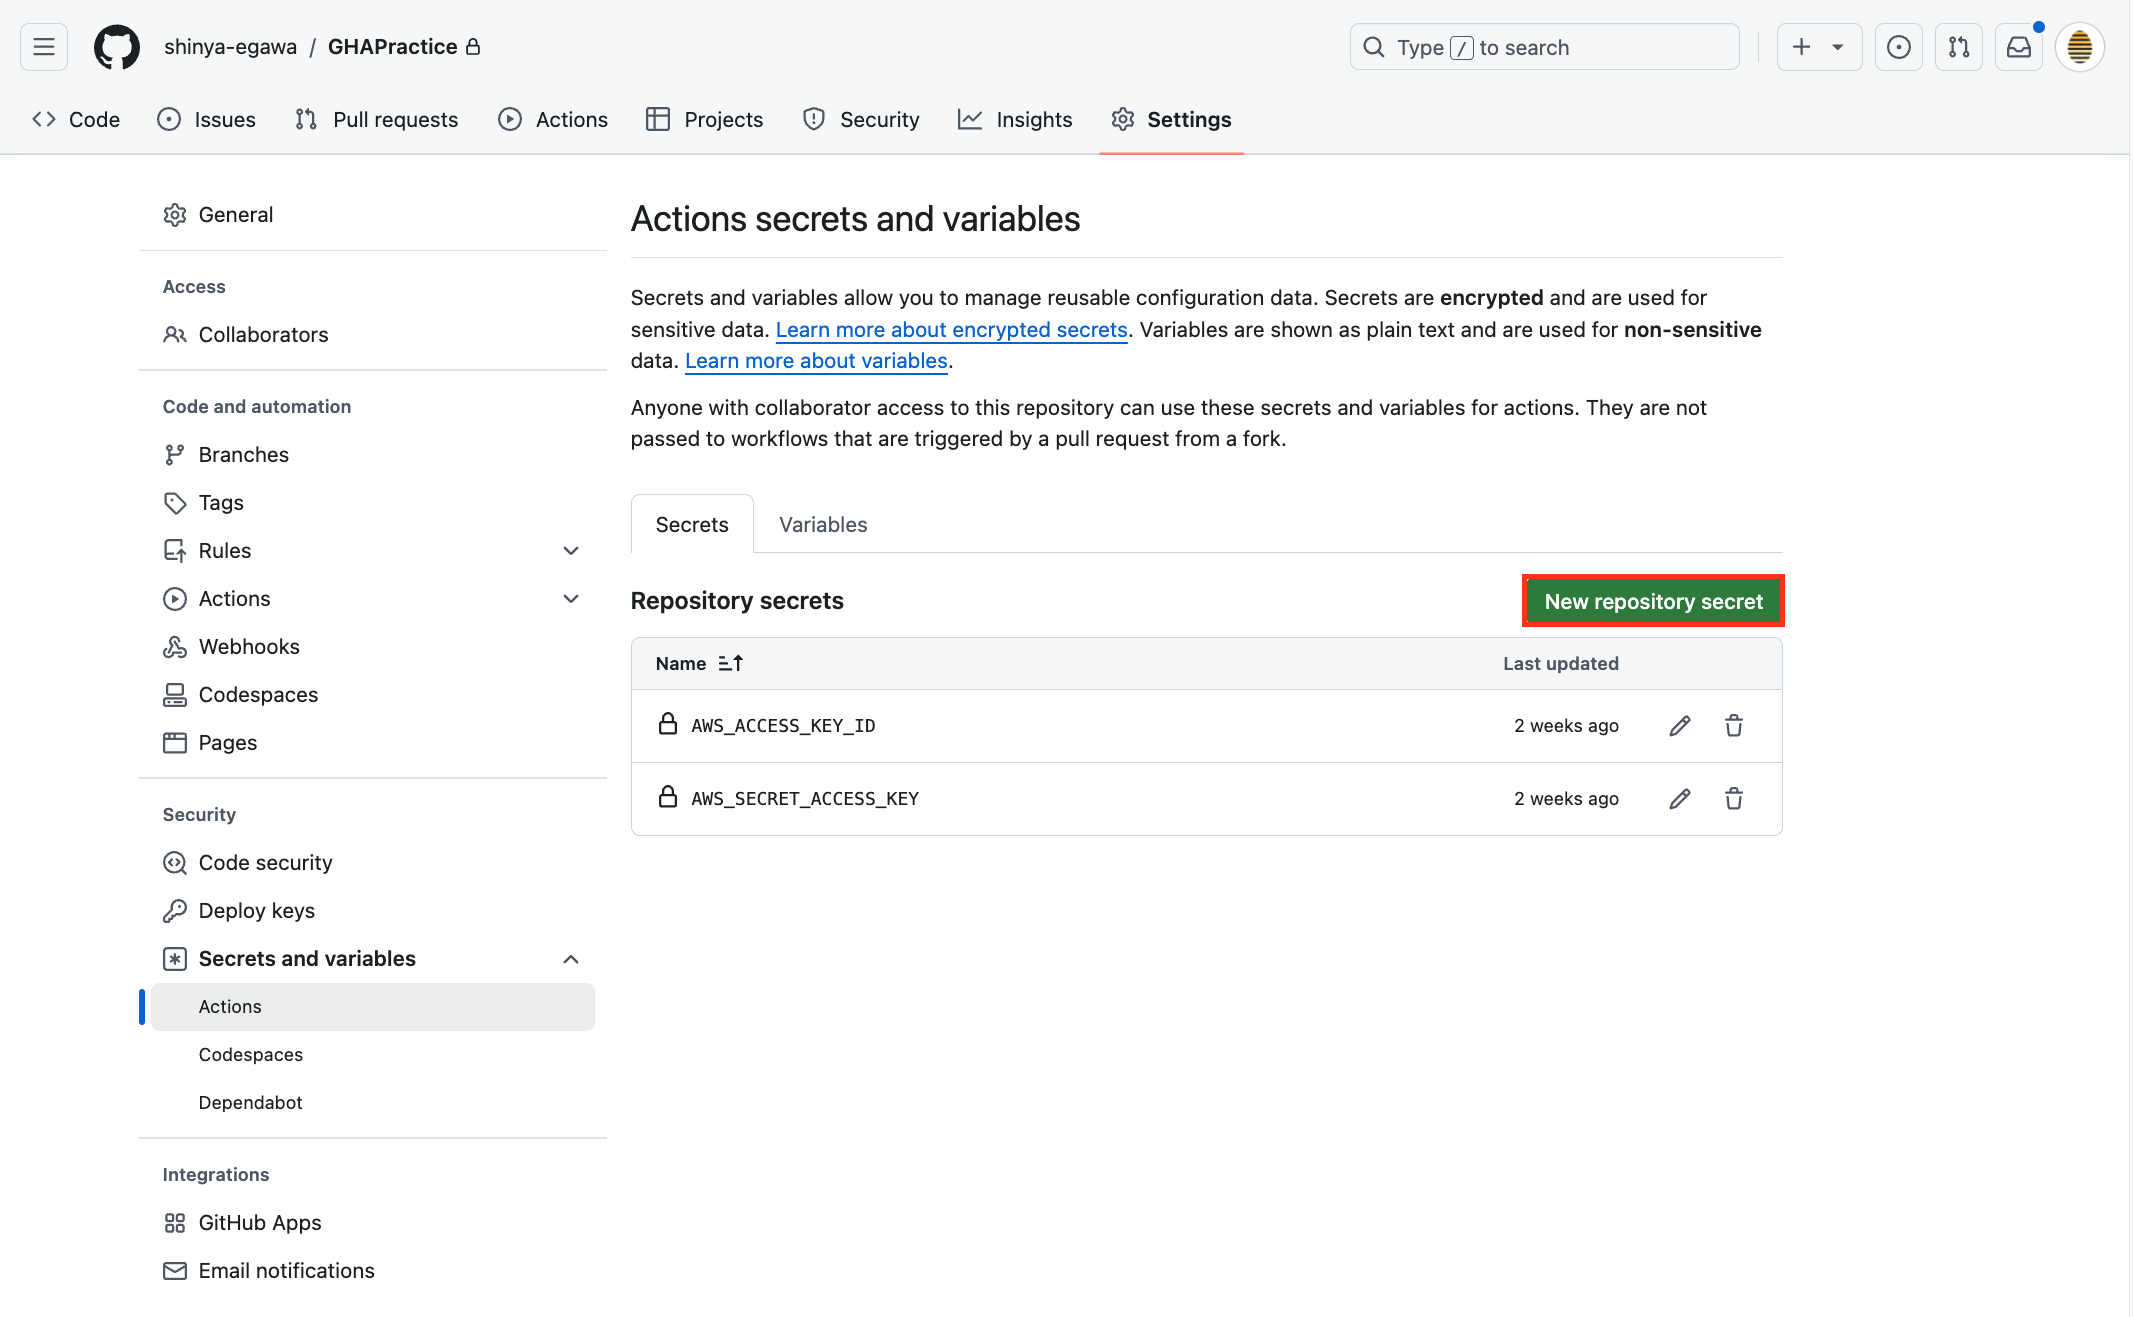 shinya-egawa / GHAPractice
Type / to search
Code
Issues
Pull requests
Actions
Projects
Security
Insights
Settings
General
Access
Collaborators
Code and automation
Branches
Tags
Rules
Actions
Webhooks
Codespaces
Pages
Security
Code security
Deploy keys
Secrets and variables
Actions
Codespaces
Dependabot
Integrations
GitHub Apps
Email notifications
Actions secrets and variables
Secrets and variables allow you to manage reusable configuration data. Secrets are encrypted and are used for
sensitive data. Learn more about encrypted secrets. Variables are shown as plain text and are used for non-sensitive
data. Learn more about variables.
Anyone with collaborator access to this repository can use these secrets and variables for actions. They are not
passed to workflows that are triggered by a pull request from a fork.
Secrets
Variables
Repository secrets
New repository secret
Name
Last updated
AWS_ACCESS_KEY_ID
2 weeks ago
AWS_SECRET_ACCESS_KEY
2 weeks ago